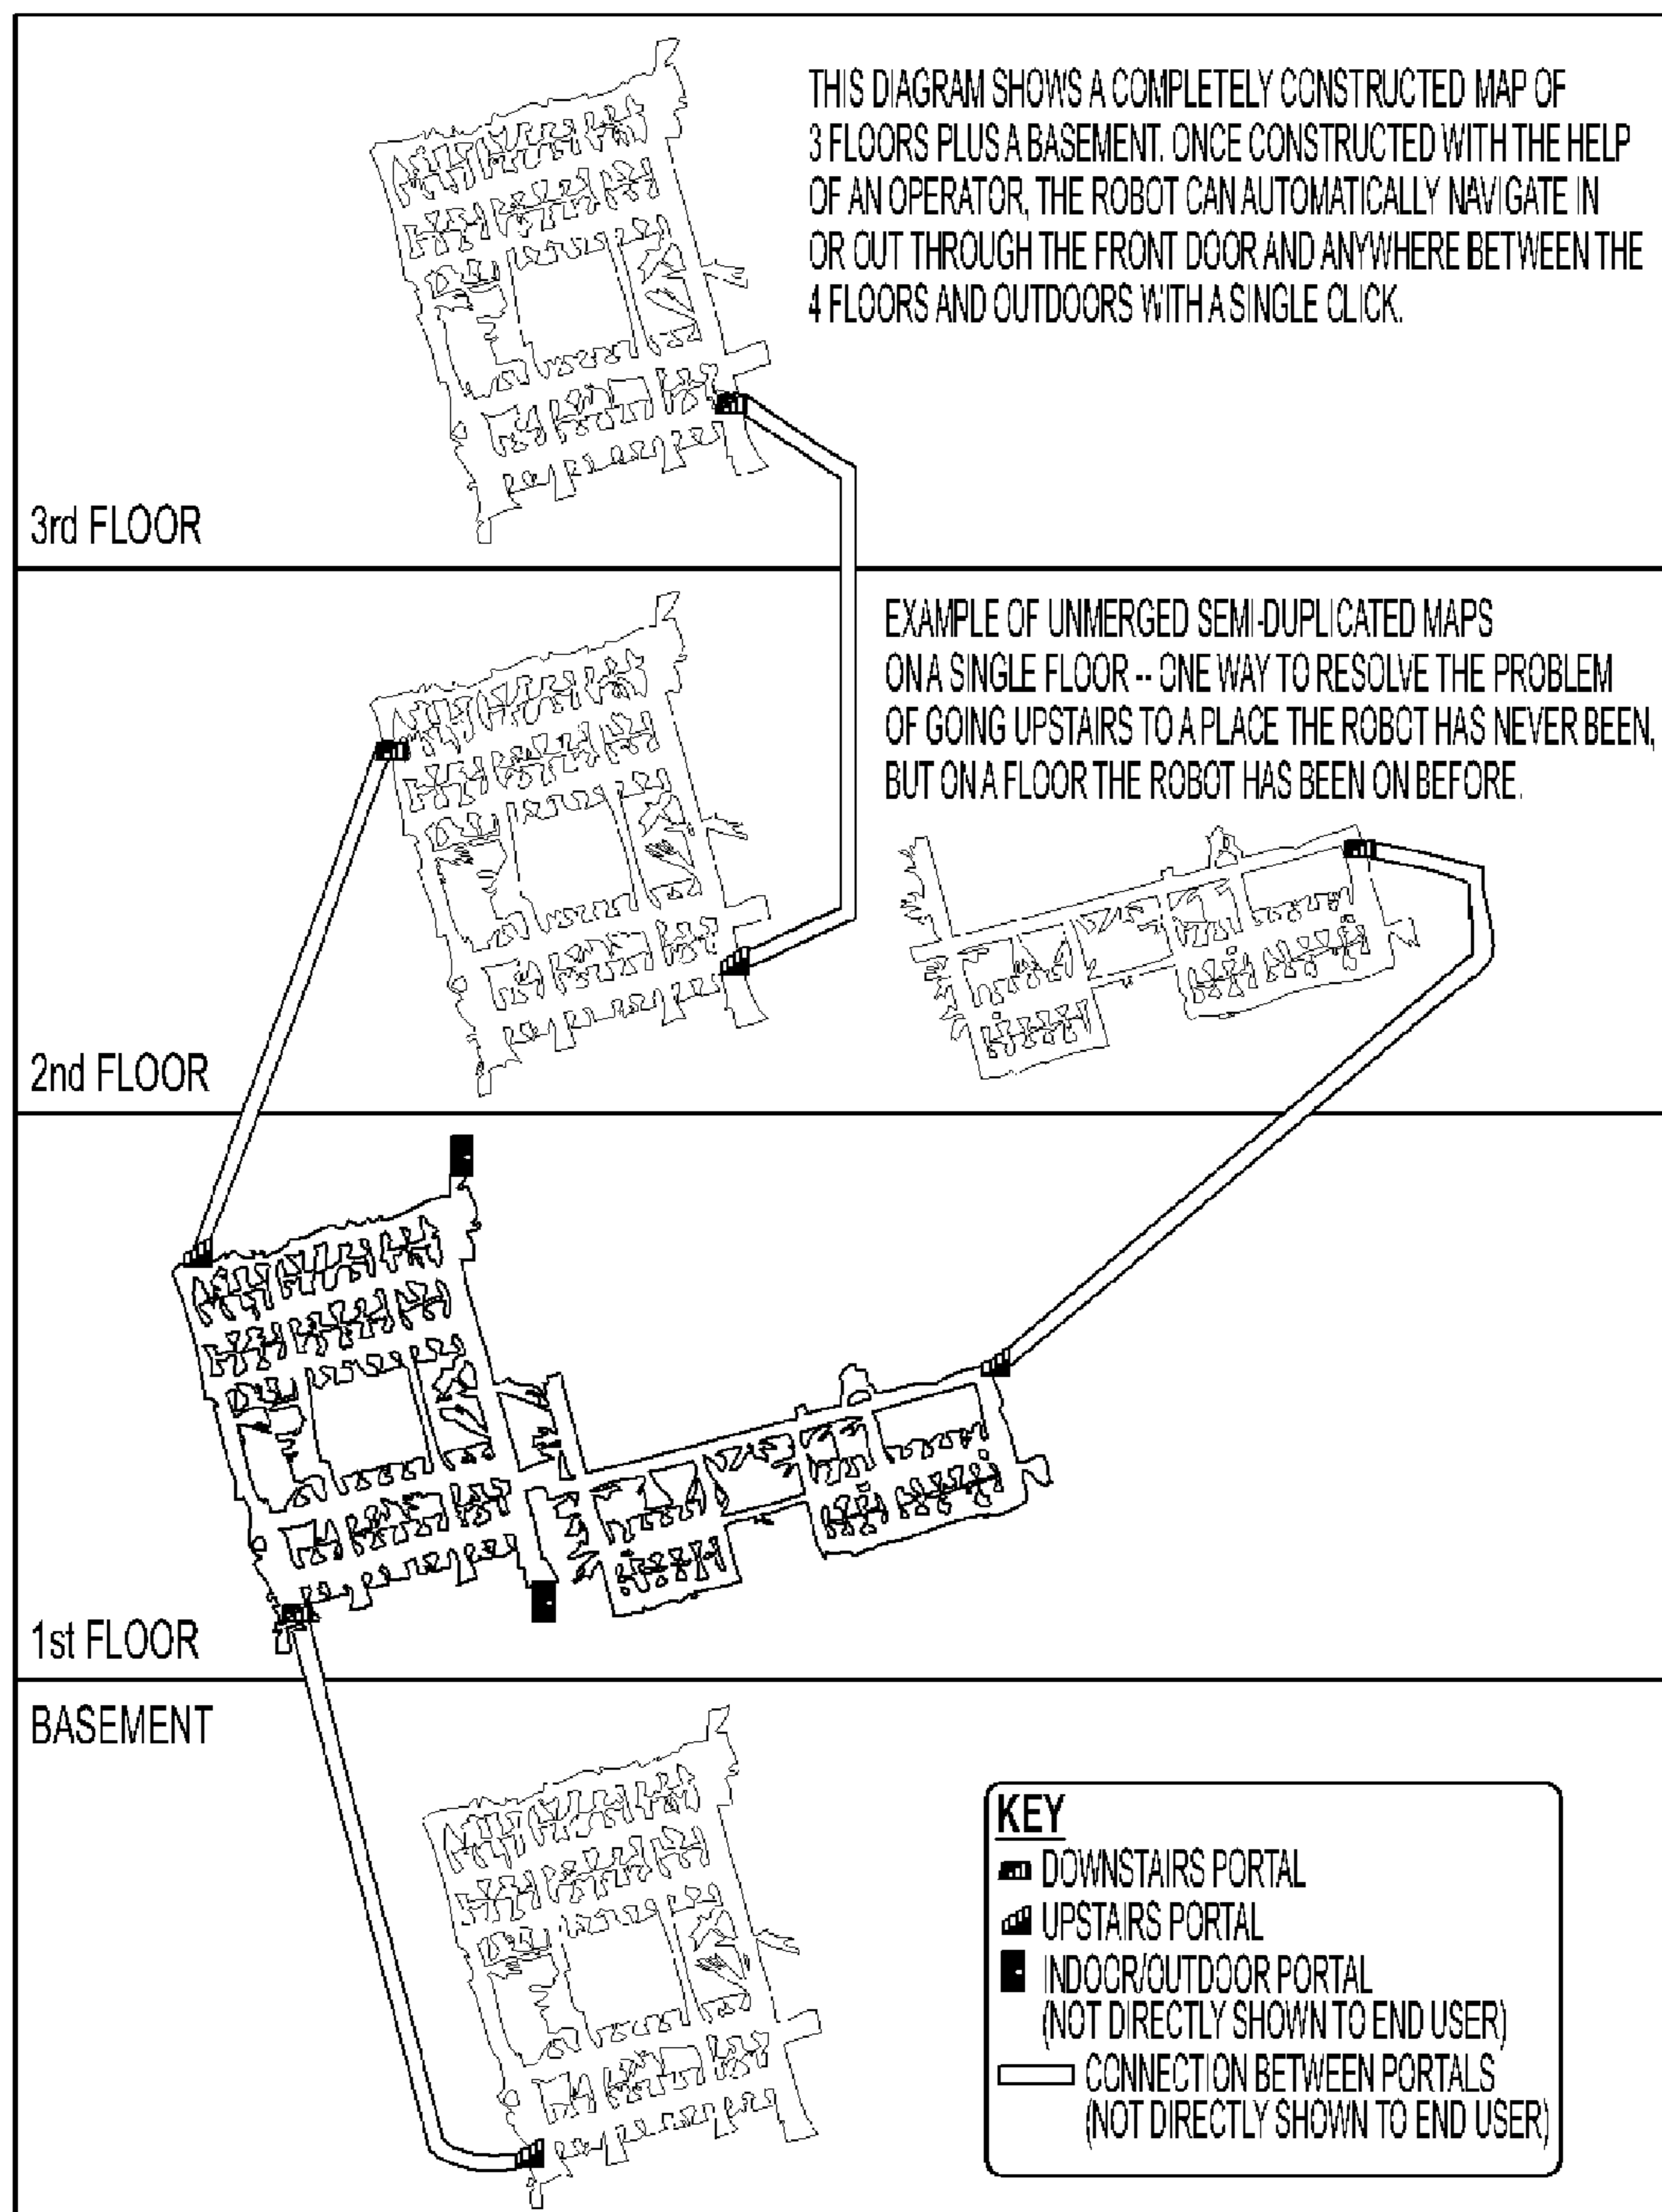 THIS DIAGRAM SHOWS A COMPLETELY CONSTRUCTED MAP OF
3 FLOORS PLUS A BASEMENT. ONCE CONSTRUCTED WITH THE HELP
OF AN OPERATOR, THE ROBOT CAN AUTOMATICALLY NAVIGATE IN
OR OUT THROUGH THE FRONT DOOR AND ANYWHERE BETWEEN THE
4 FLOORS AND OUTDOORS WITH A SINGLE CLICK.
3rd FLOOR
EXAMPLE OF UNMERGED SEMI-DUPLICATED MAPS
ON A SINGLE FLOOR -- ONE WAY TO RESOLVE THE PROBLEM
OF GOING UPSTAIRS TO A PLACE THE ROBOT HAS NEVER BEEN,
BUT ON A FLOOR THE ROBOT HAS BEEN ON BEFORE.
2nd FLOOR
1st FLOOR
BASEMENT
KEY
DOWNSTAIRS PORTAL
UPSTAIRS PORTAL
INDOOR/OUTDOOR PORTAL
(NOT DIRECTLY SHOWN TO END USER)
CONNECTION BETWEEN PORTALS
(NOT DIRECTLY SHOWN TO END USER)